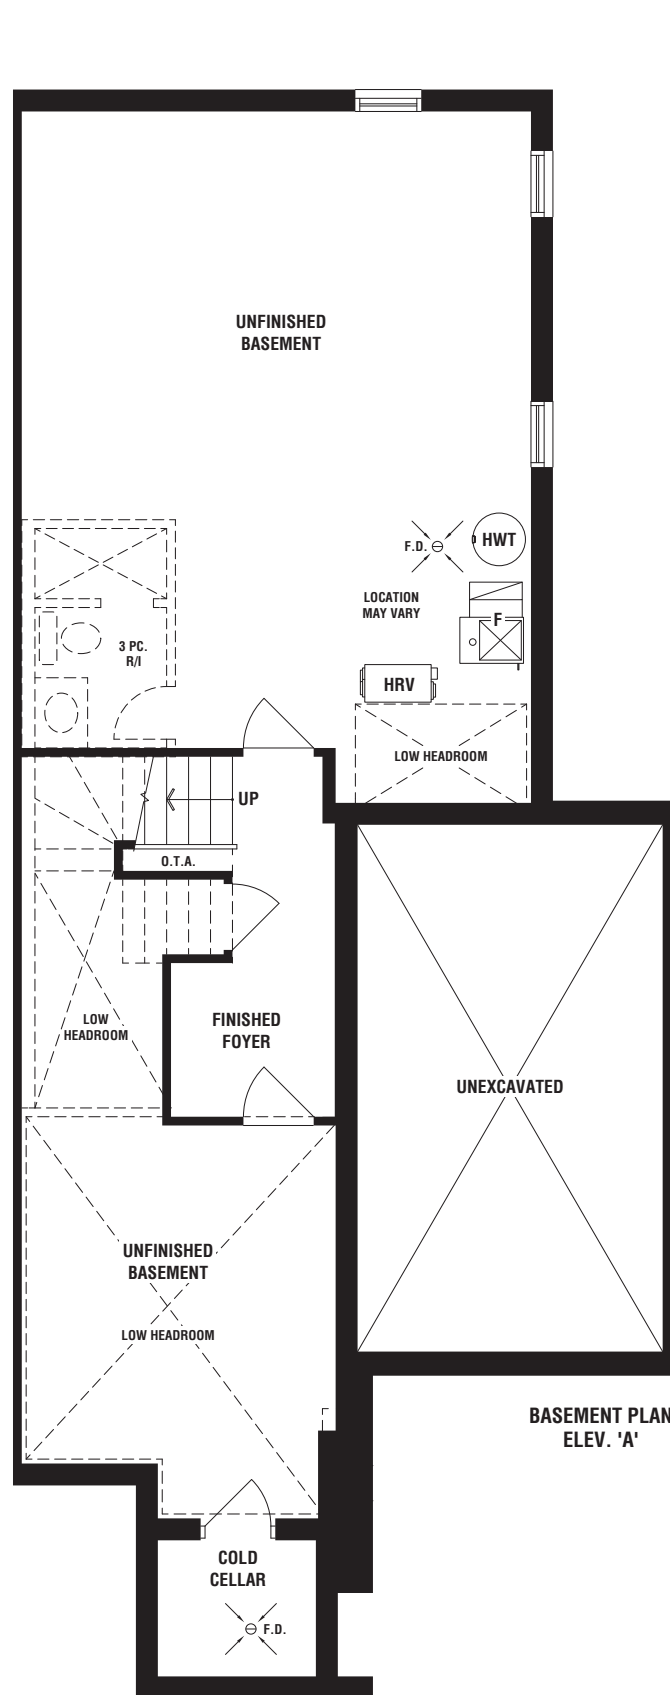 UNFINISHED
BASEMENT
F.D.
HWT
LOCATION
MAY VARY
F
3 PC.
R/I
HRV
LOW HEADROOM
UP
O.T.A.
LOW
HEADROOM
FINISHED
FOYER
UNEXCAVATED
UNFINISHED
BASEMENT
LOW HEADROOM
BASEMENT PLAN
ELEV. 'A'
COLD
CELLAR
F.D.